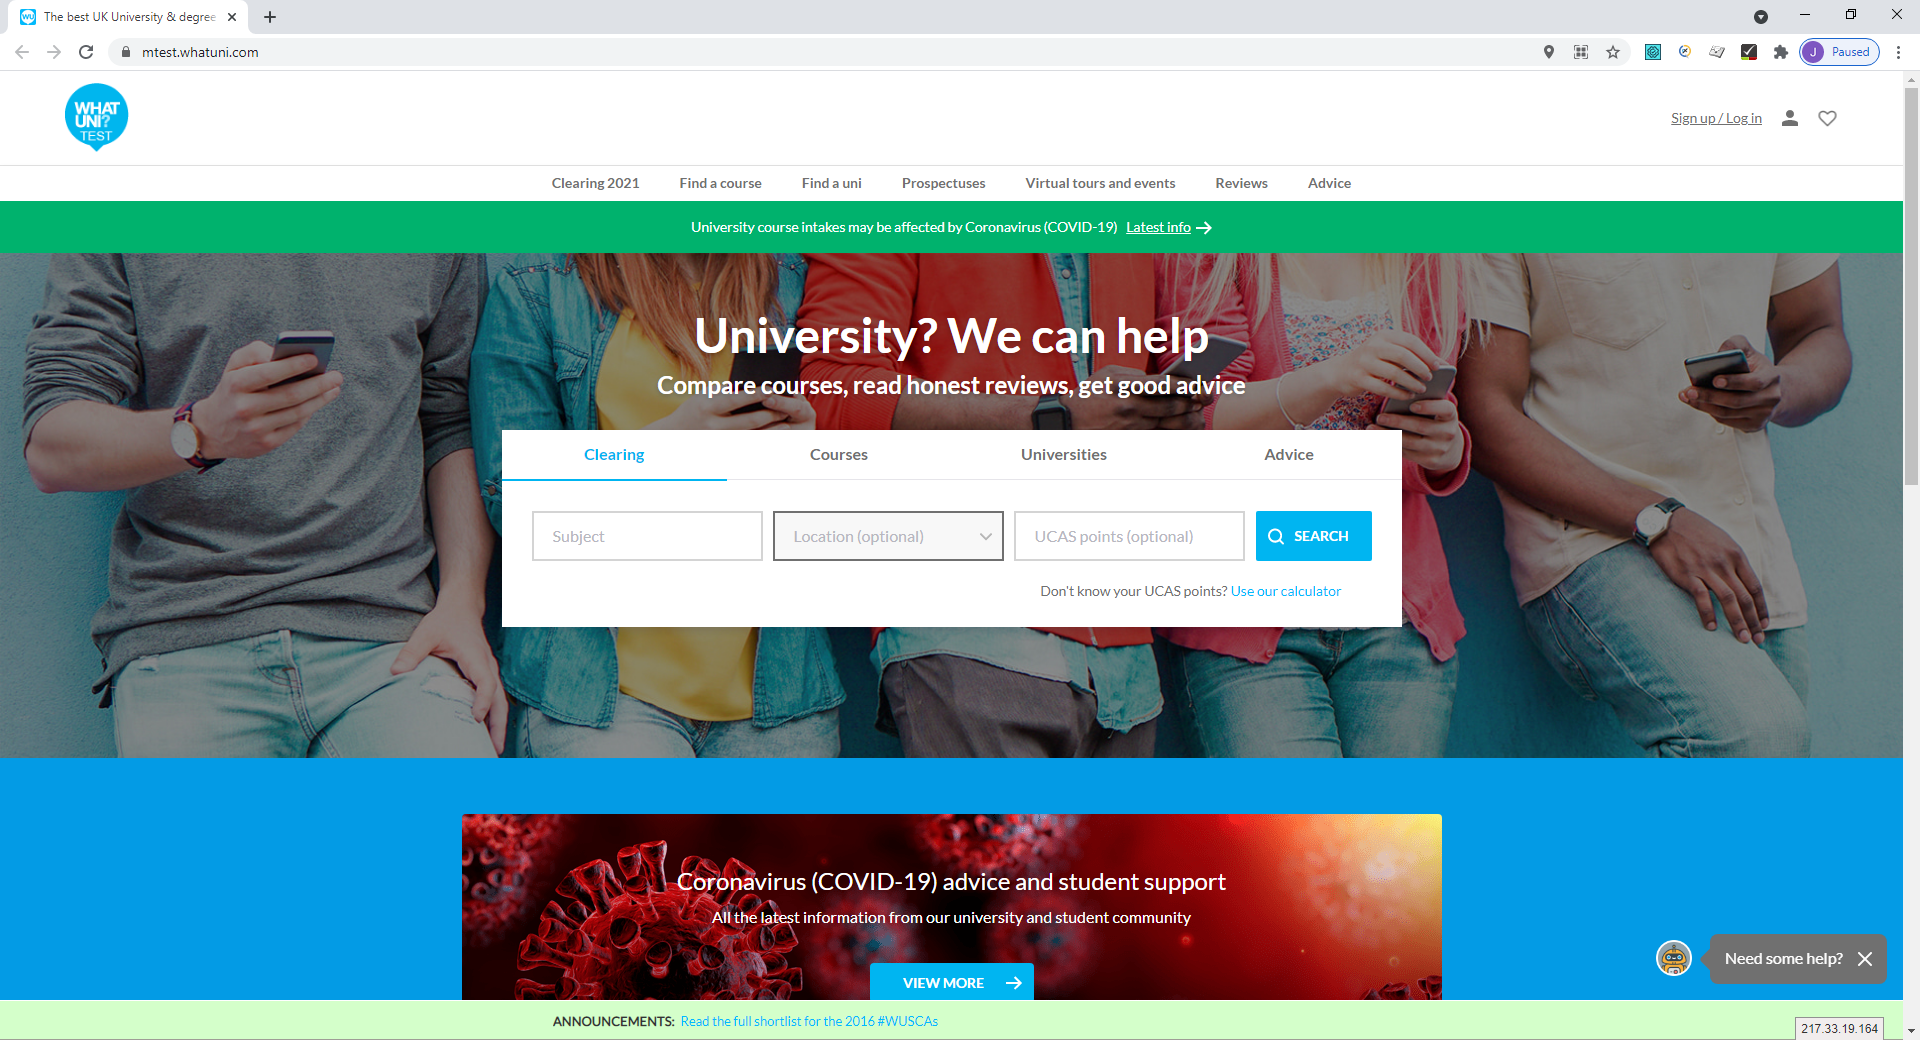 The best UK University & degree
mtest.whatuni.com
J Paused
WHAT
UNI?
TEST
Sign up / Log in
Clearing 2021 Find a course Find a uni Prospectuses Virtual tours and events Reviews Advice
University course intakes may be affected by Coronavirus (COVID-19) Latest info
University? We can help
Compare courses, read honest reviews, get good advice
Clearing Courses Universities Advice
Subject Location (optional) UCAS points (optional) SEARCH
Don't know your UCAS points? Use our calculator
Coronavirus (COVID-19) advice and student support
All the latest information from our university and student community
VIEW MORE
Need some help?
ANNOUNCEMENTS: Read the full shortlist for the 2016 #WUSCAs
217.33.19.164